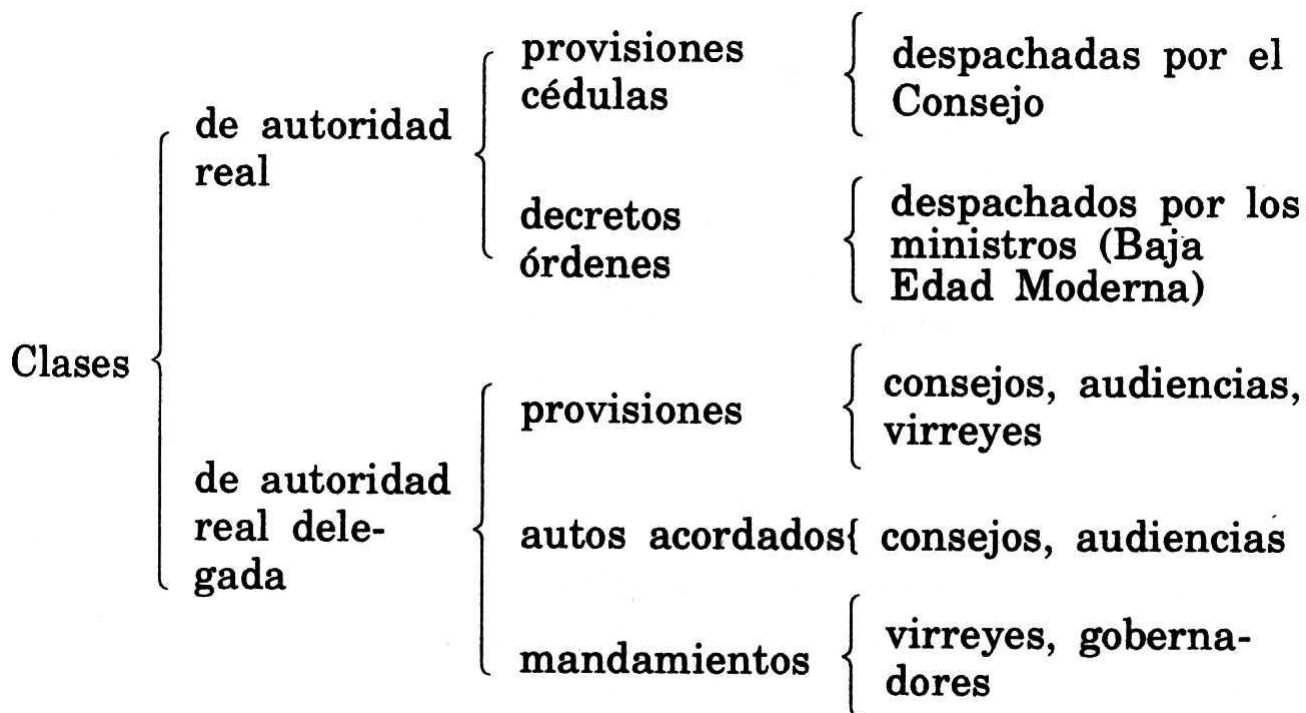 Clases
de autoridad
real
provisiones
cédulas
despachadas por el
Consejo
decretos
órdenes
despachados por los
ministros (Baja
Edad Moderna)
de autoridad
real dele-
gada
provisiones
consejos, audiencias,
virreyes
autos acordados
consejos, audiencias
mandamientos
virreyes, goberna-
dores